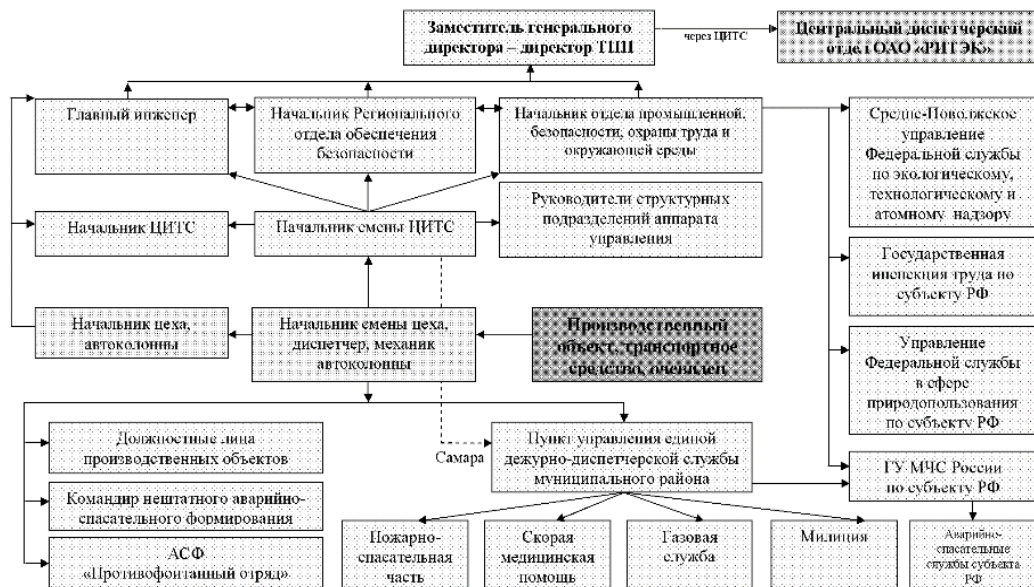 Заместитель генерального
директора – директор ТПП
через ЦИТС
Центральный диспетчерский
отдел ОАО «РИТЭК»
Главный инженер
Начальник Регионального
отдела обеспечения
безопасности
Начальник отдела промышленной,
безопасности, охраны труда и
окружающей среды
Средне-Поволжское
управление
Федеральной службы
по экологическому,
технологическому и
атомному надзору
Начальник ЦИТС
Начальник смены ЦИТС
Руководители структурных
подразделений аппарата
управления
Государственная
инспекция труда по
субъекту РФ
Начальник цеха,
автоколонны
Начальник смены цеха,
диспетчер, механик
автоколонны
Производственный
объект, транспортное
средство, очевидец
Управление
Федеральной службы
в сфере
природопользования
по субъекту РФ
Должностные лица
производственных объектов
Самара
Пункт управления единой
дежурно-диспетчерской службы
муниципального района
ГУ МЧС России
по субъекту РФ
Командир нештатного аварийно-
спасательного формирования
АСФ
«Противофонтанный отряд»
Пожарно-
спасательная
часть
Скорая
медицинская
помощь
Газовая
служба
Милиция
Аварийно-
спасательные
службы субъекта
РФ